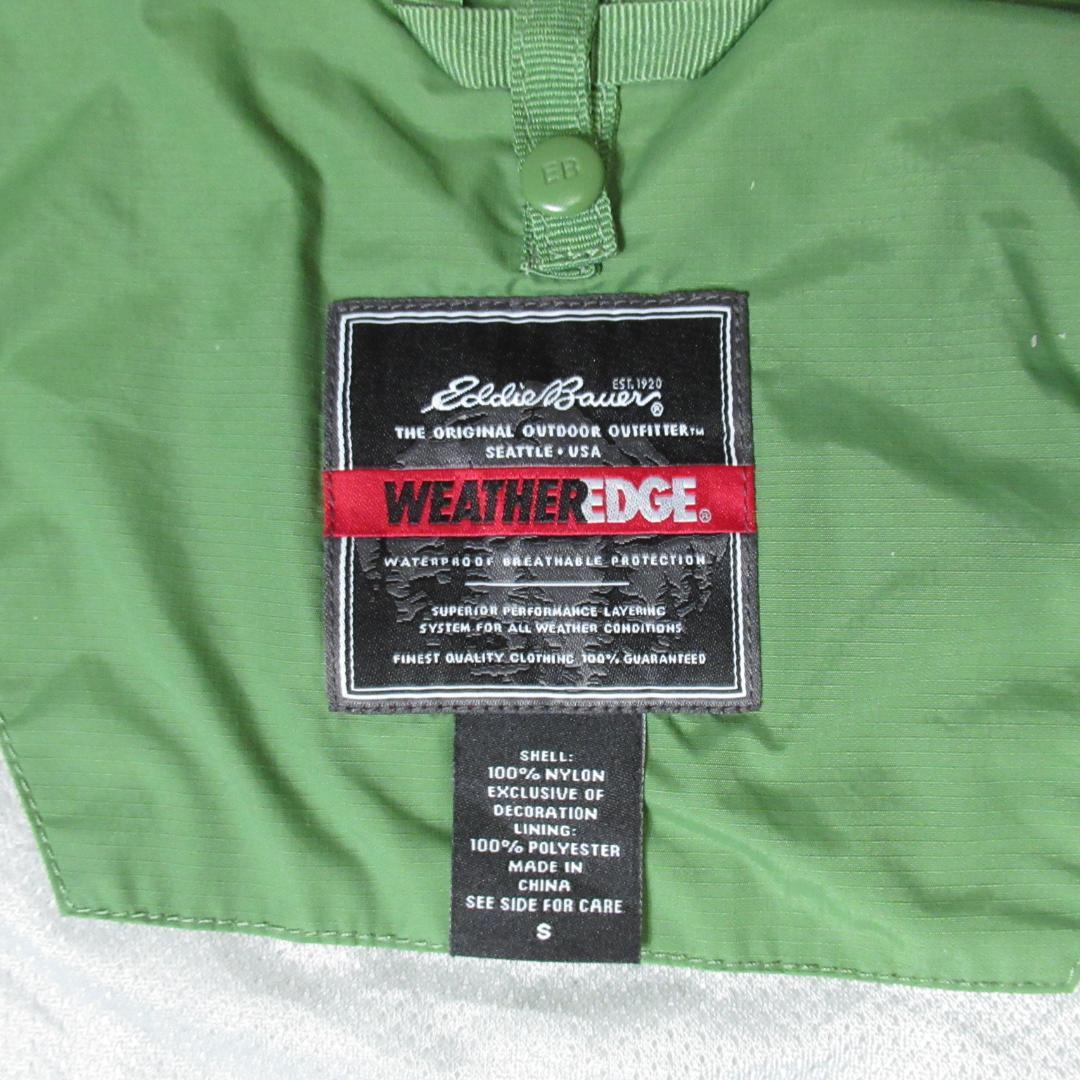 EB
Eddie Bauer® EST. 1920
THE ORIGINAL OUTDOOR OUTFITTER™
SEATTLE • USA
WEATHEREDGE®
WATERPROOF BREATHABLE PROTECTION
SUPERIOR PERFORMANCE LAYERING
SYSTEM FOR ALL WEATHER CONDITIONS
FINEST QUALITY CLOTHING 100% GUARANTEED
SHELL:
100% NYLON
EXCLUSIVE OF
DECORATION
LINING:
100% POLYESTER
MADE IN
CHINA
SEE SIDE FOR CARE
S